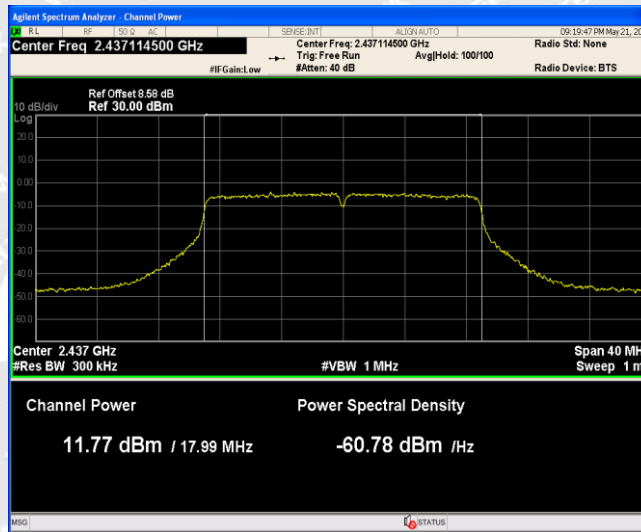 Agilent Spectrum Analyzer - Channel Power
RL RF 50 Ω AC SENSE:INT ALIGNAUTO 09:19:47 PM May 21, 20
Center Freq 2.437114500 GHz
Center Freq: 2.437114500 GHz
Radio Std: None
Trig: Free Run Avg|Hold: 100/100
#IFGain:Low #Atten: 40 dB Radio Device: BTS
Ref Offset 8.58 dB
10 dB/div Ref 30.00 dBm
Log
20.0
10.0
0.00
-10.0
-20.0
-30.0
-40.0
-50.0
-60.0
Center 2.437 GHz Span 40 MH
#Res BW 300 kHz #VBW 1 MHz Sweep 1 m
Channel Power Power Spectral Density
11.77 dBm / 17.99 MHz -60.78 dBm /Hz
MSG STATUS